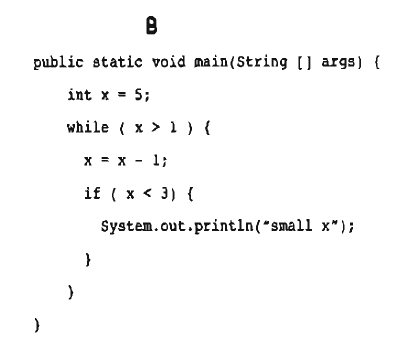 B
public static void main(String [] args) {
int x = 5;
while ( x > 1 ) {
x = x - 1;
if ( x < 3) {
System.out.println("small x");
}
}
}